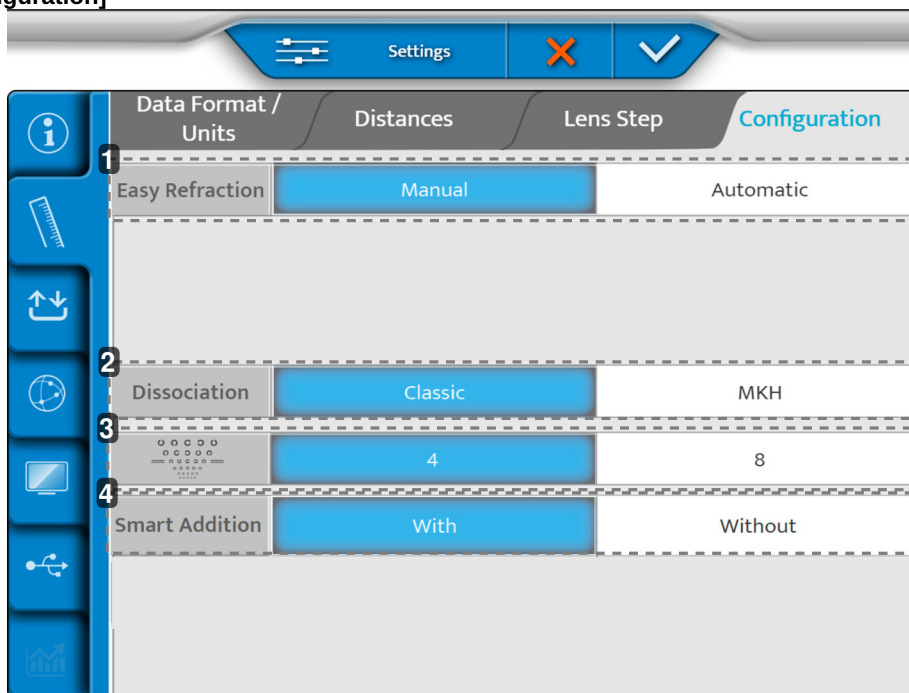 guration]
Settings
Data Format /
Units
Distances
Lens Step
Configuration
1
Easy Refraction
Manual
Automatic
2
Dissociation
Classic
MKH
3
4
8
4
Smart Addition
With
Without